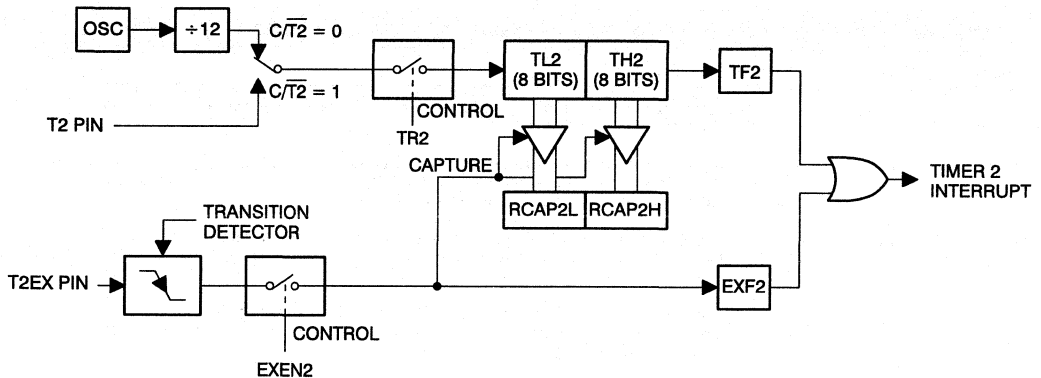 OSC
÷12
C/T2̅ = 0
TL2
(8 BITS)
TH2
(8 BITS)
TF2
C/T2̅ = 1
CONTROL
T2 PIN
TR2
CAPTURE
TIMER 2
INTERRUPT
RCAP2L
RCAP2H
TRANSITION
DETECTOR
T2EX PIN
EXF2
CONTROL
EXEN2